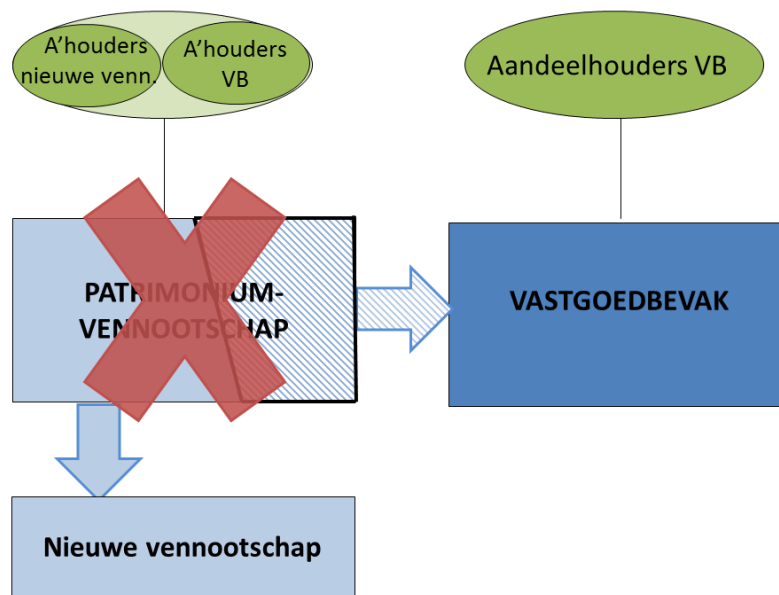 A'houders
nieuwe venn.
A'houders
VB
Aandeelhouders VB
PATRIMONIUM-
VENNOOTSCHAP
VASTGOEDBEVAK
Nieuwe vennootschap